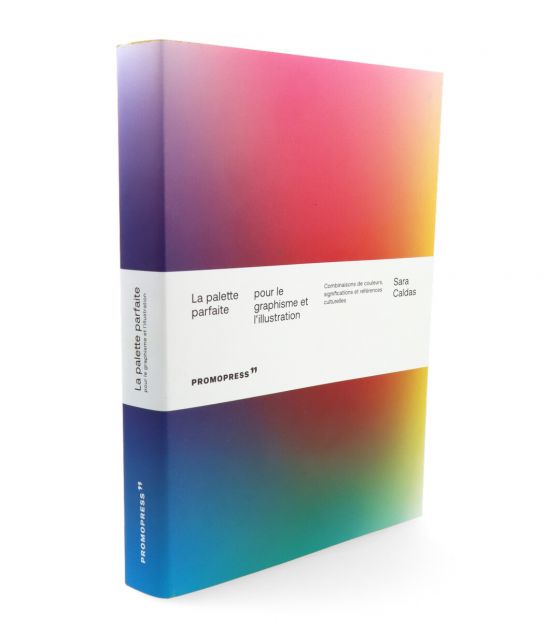 La palette
parfaite
pour le
graphisme et
l'illustration
Combinaisons de couleurs,
significations et références
culturelles
Sara
Caldas
PROMOPRESS
La palette parfaite
pour le graphisme et l'illustration
PROMOPRESS